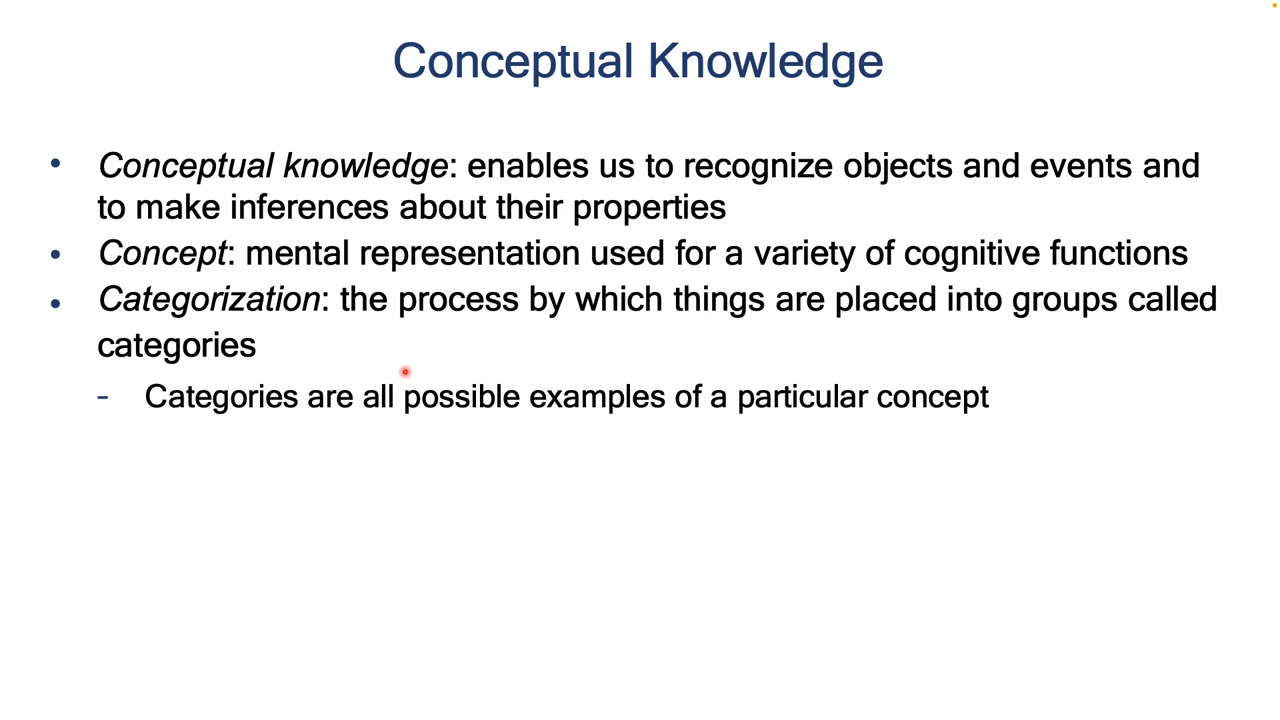 Conceptual Knowledge
• Conceptual knowledge: enables us to recognize objects and events and
to make inferences about their properties
• Concept: mental representation used for a variety of cognitive functions
• Categorization: the process by which things are placed into groups called
categories
- Categories are all possible examples of a particular concept